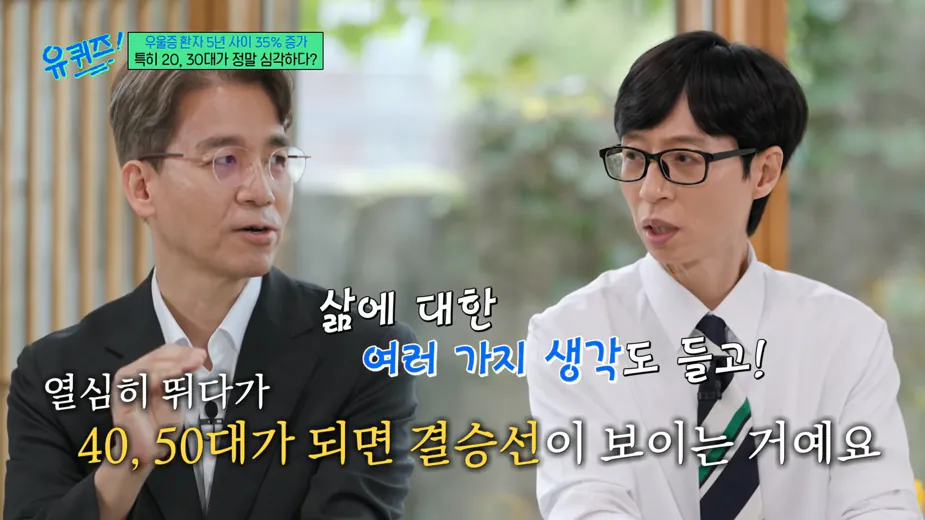 유퀴즈!
우울증 환자 5년 사이 35% 증가
특히 20, 30대가 정말 심각하다?
삶에 대한
여러 가지 생각도 들고!
열심히 뛰다가
40, 50대가 되면 결승선이 보이는 거예요